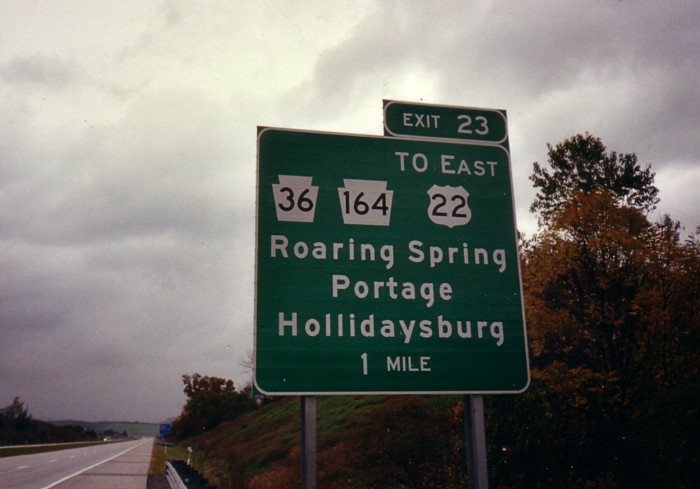 EXIT 23
TO EAST
36 164 22
Roaring Spring
Portage
Hollidaysburg
1 MILE